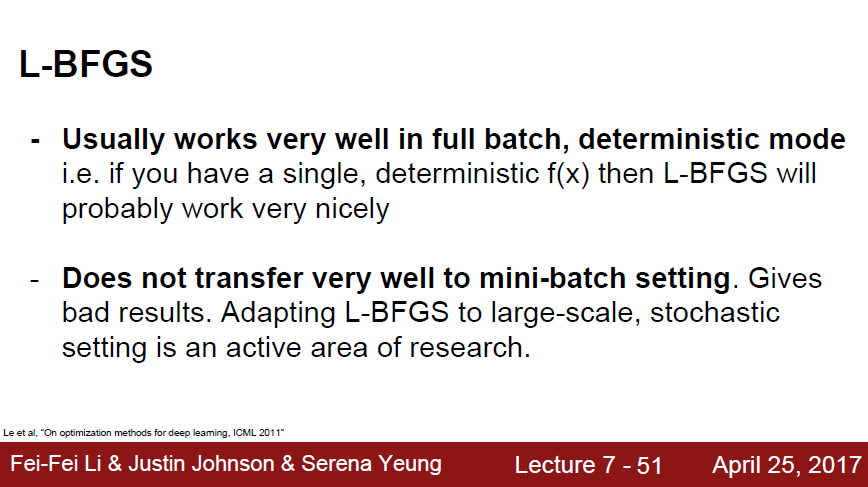 L-BFGS
- Usually works very well in full batch, deterministic mode
i.e. if you have a single, deterministic f(x) then L-BFGS will
probably work very nicely
- Does not transfer very well to mini-batch setting. Gives
bad results. Adapting L-BFGS to large-scale, stochastic
setting is an active area of research.
Le et al, “On optimization methods for deep learning, ICML 2011”
Fei-Fei Li & Justin Johnson & Serena Yeung Lecture 7 - 51 April 25, 2017